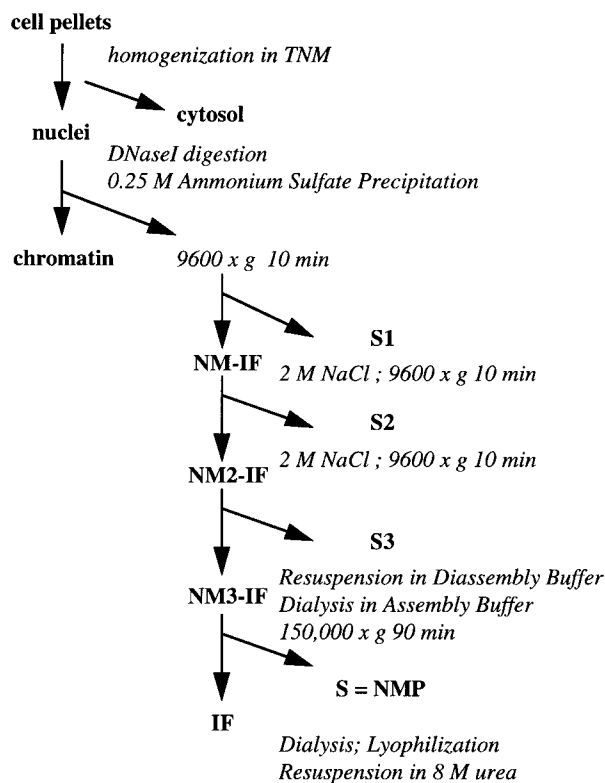 cell pellets
homogenization in TNM
cytosol
nuclei
DNaseI digestion
0.25 M Ammonium Sulfate Precipitation
chromatin
9600 x g 10 min
S1
NM-IF
2 M NaCl ; 9600 x g 10 min
S2
NM2-IF
2 M NaCl ; 9600 x g 10 min
S3
Resuspension in Diassembly Buffer
NM3-IF
Dialysis in Assembly Buffer
150,000 x g 90 min
S = NMP
IF
Dialysis; Lyophilization
Resuspension in 8 M urea